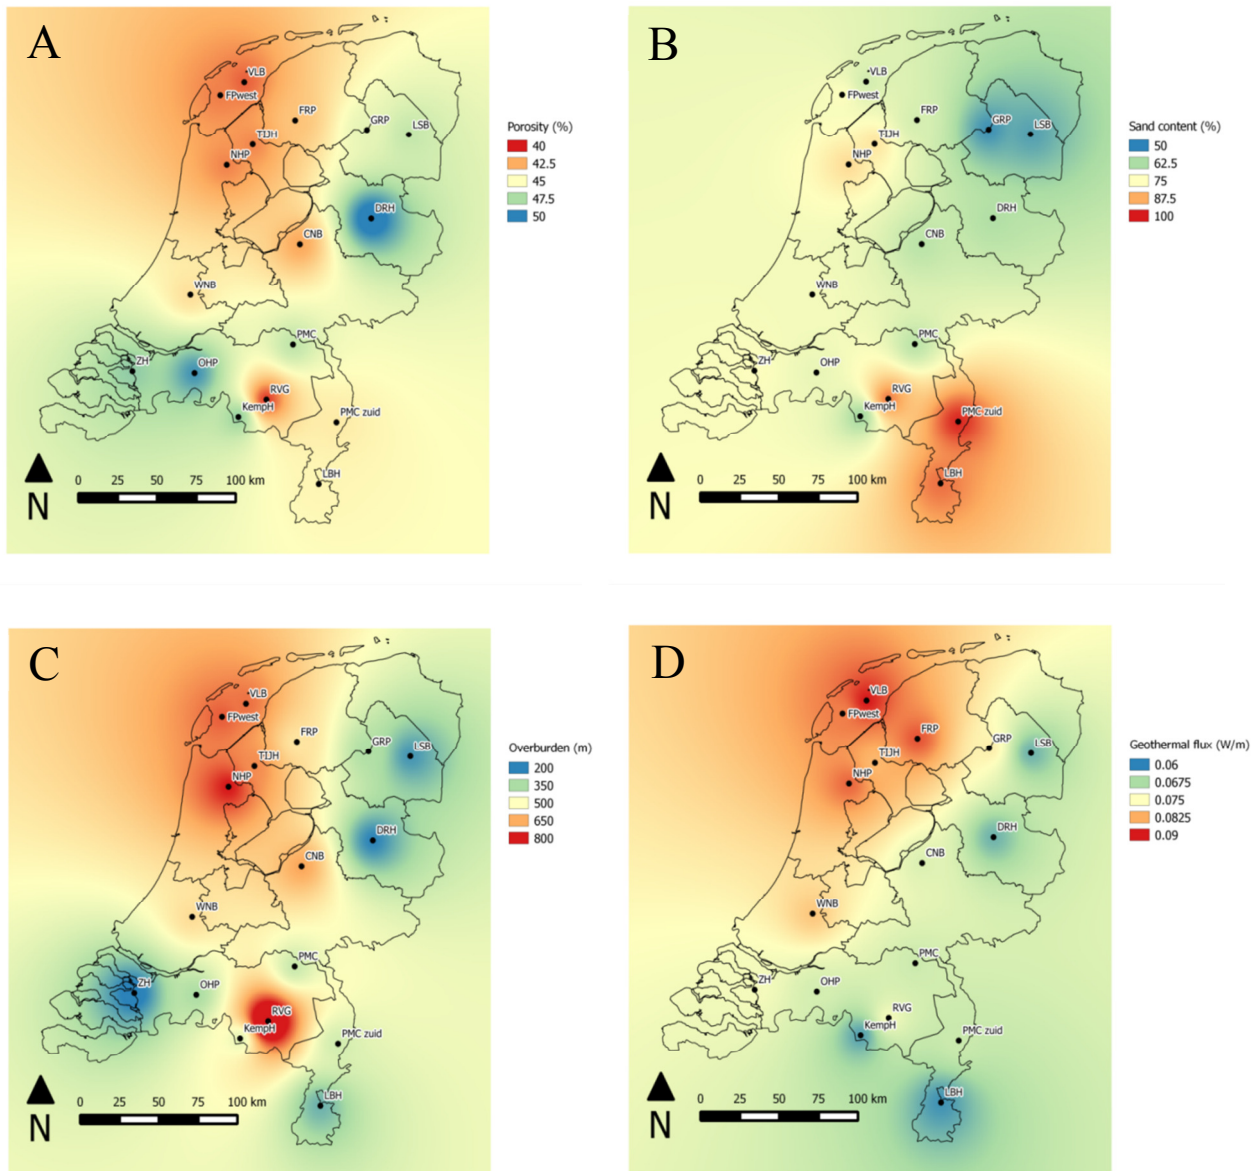 A
VLB
FPwest
FRP
TIJH
GRP
LSB
NHP
DRH
CNB
WNB
PMC
ZH
OHP
RVG
KempH
PMC zuid
LBH
N
0 25 50 75 100 km
Porosity (%)
40
42.5
45
47.5
50
B
VLB
FPwest
FRP
TIJH
GRP
LSB
NHP
DRH
CNB
WNB
PMC
ZH
OHP
RVG
KempH
PMC zuid
LBH
N
0 25 50 75 100 km
Sand content (%)
50
62.5
75
87.5
100
C
VLB
FPwest
FRP
TIJH
GRP
LSB
NHP
DRH
CNB
WNB
PMC
ZH
OHP
RVG
KempH
PMC zuid
LBH
N
0 25 50 75 100 km
Overburden (m)
200
350
500
650
800
D
VLB
FPwest
FRP
TIJH
GRP
LSB
NHP
DRH
CNB
WNB
PMC
ZH
OHP
RVG
KempH
PMC zuid
LBH
N
0 25 50 75 100 km
Geothermal flux (W/m)
0.06
0.0675
0.075
0.0825
0.09